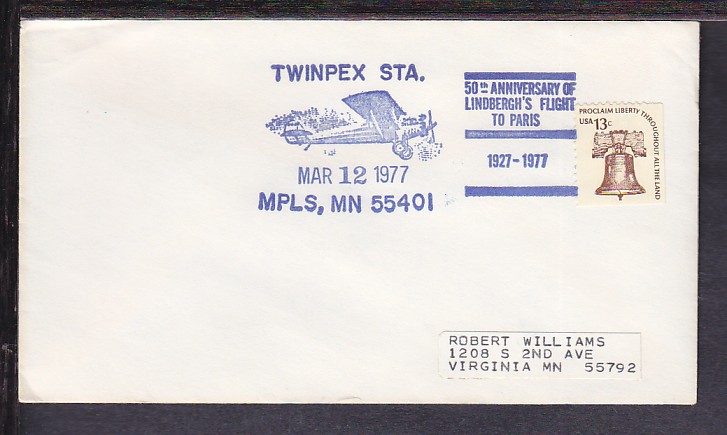 TWINPEX STA.
MAR 12 1977
MPLS, MN 55401
50th ANNIVERSARY OF
LINDBERGH'S FLIGHT
TO PARIS
1927-1977
PROCLAIM LIBERTY THROUGHOUT ALL THE LAND
USA 13c
ROBERT WILLIAMS
1208 S 2ND AVE
VIRGINIA MN 55792